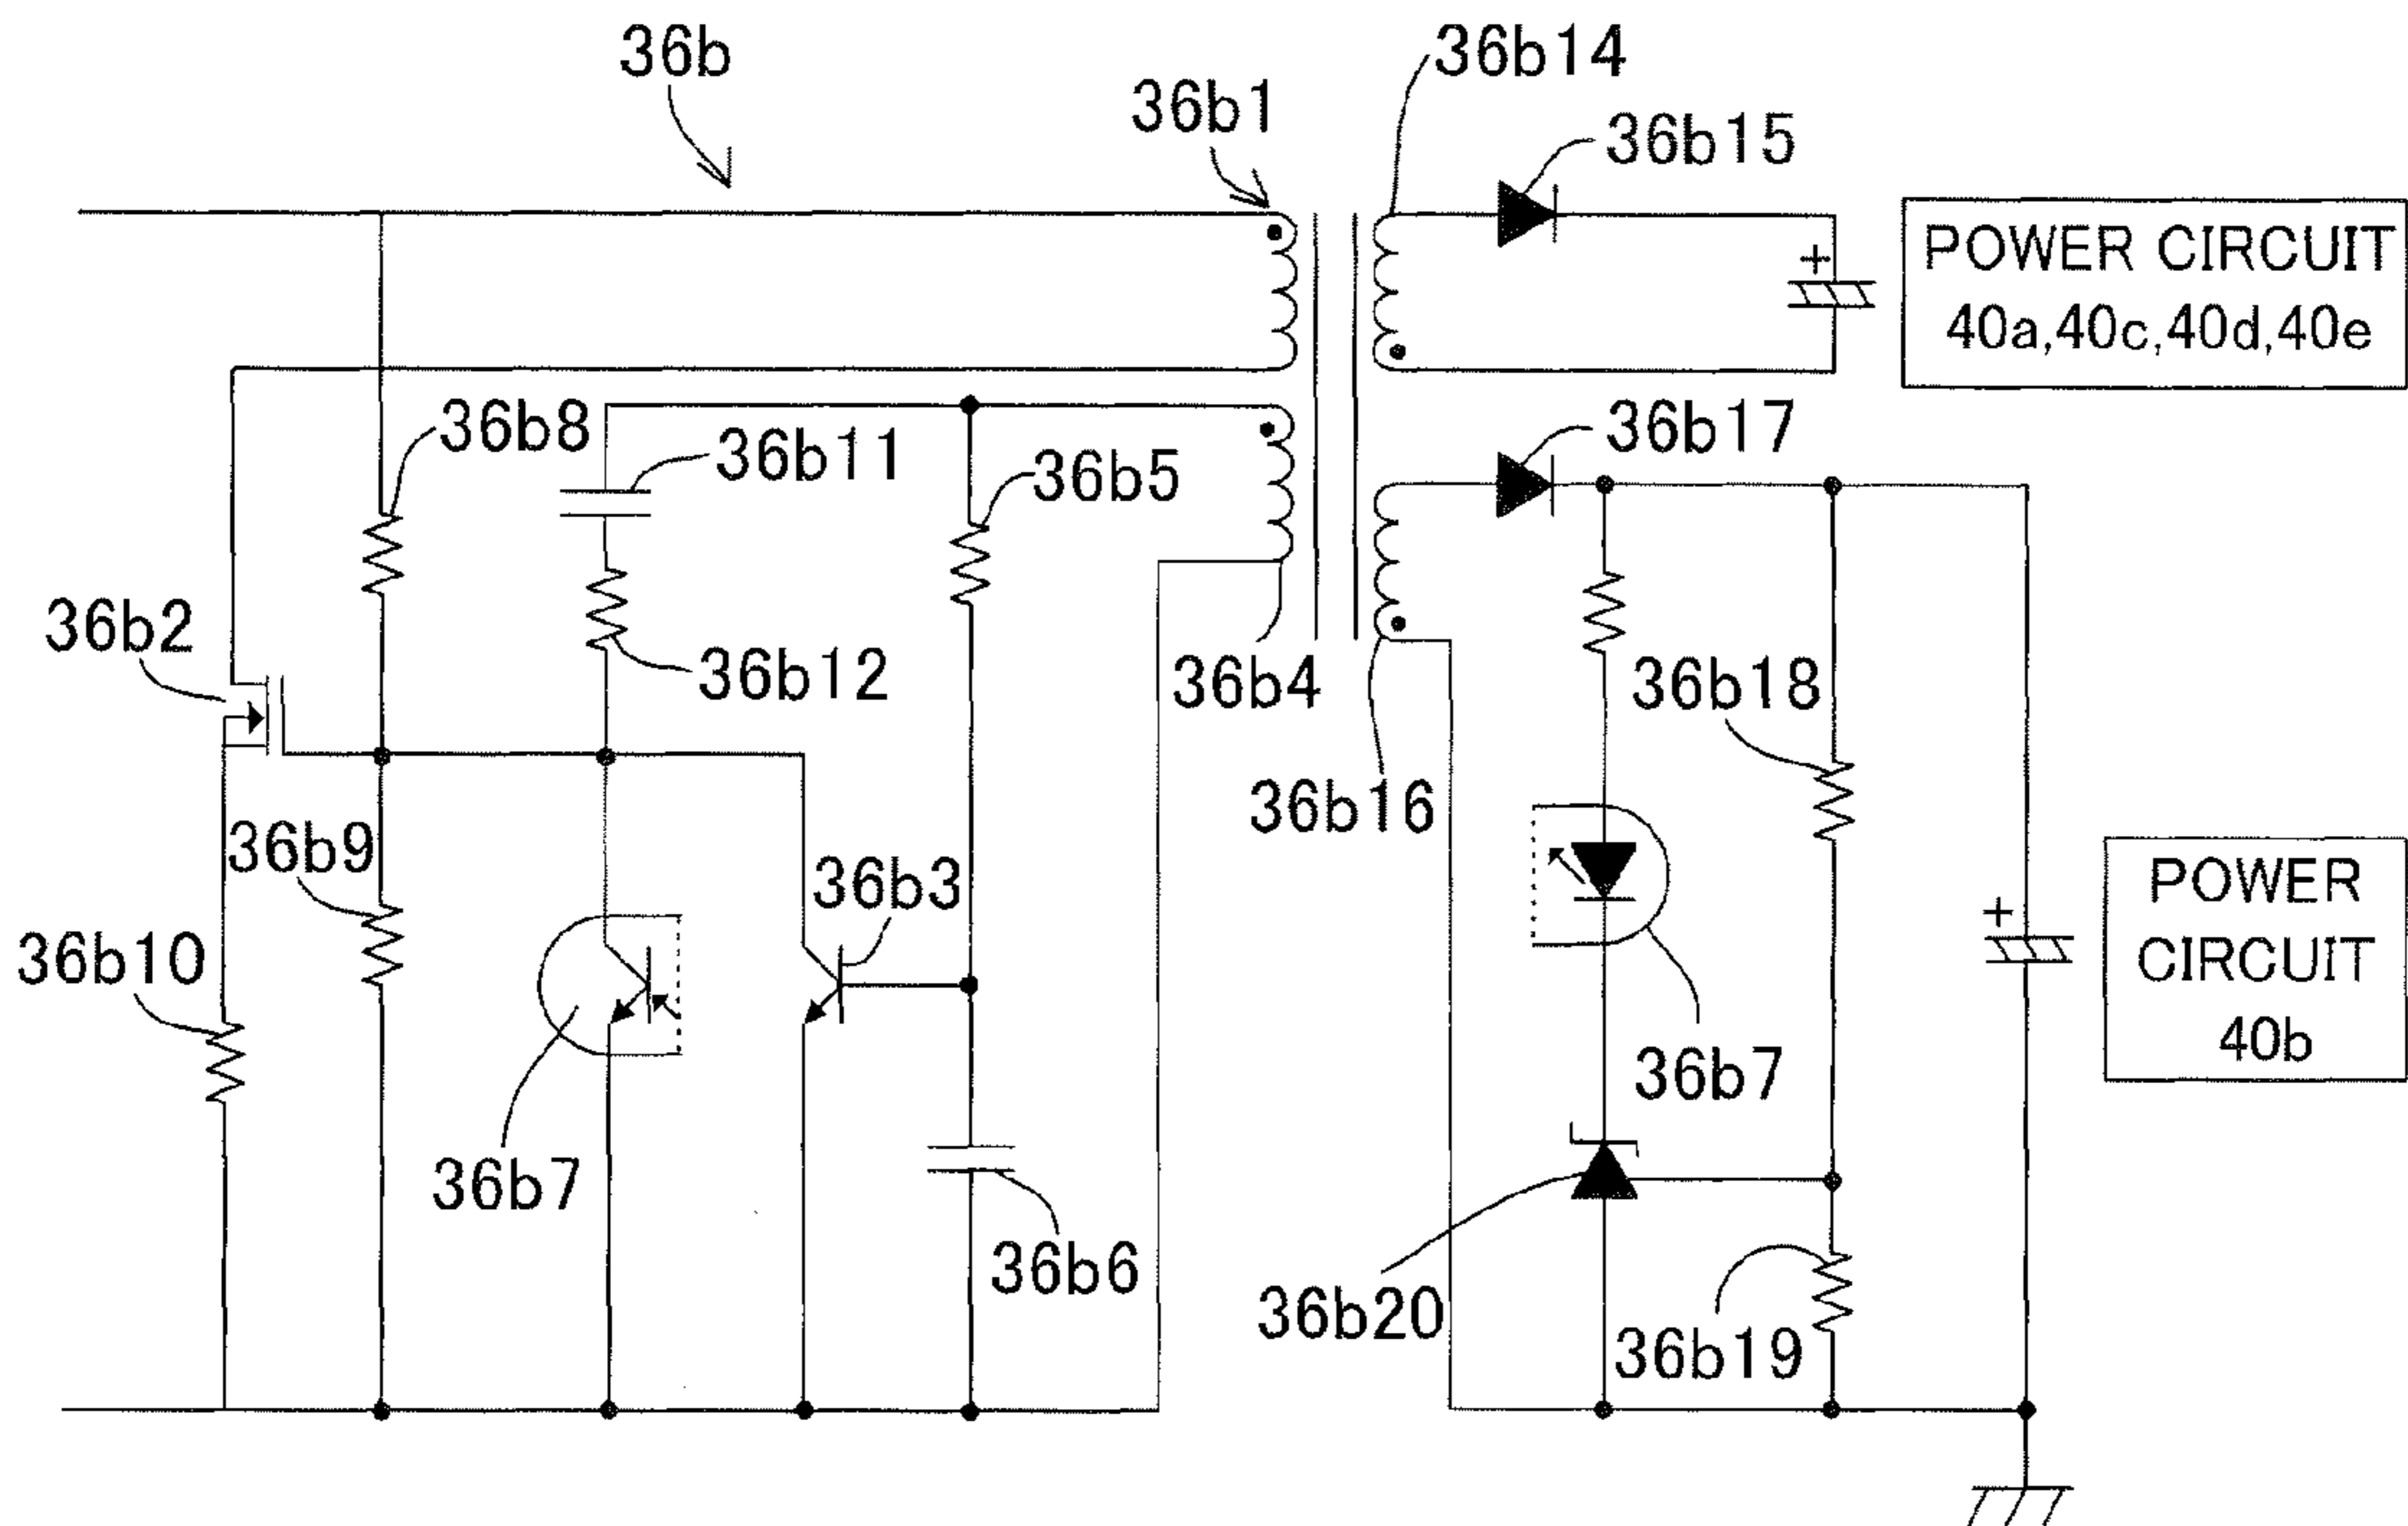 36b
36b14
36b1
36b15
POWER CIRCUIT
40a,40c,40d,40e
36b8
36b11
36b17
36b5
36b2
36b12
36b4
36b18
36b16
36b9
36b3
POWER
CIRCUIT
40b
36b10
36b7
36b7
36b6
36b20
36b19
+
+